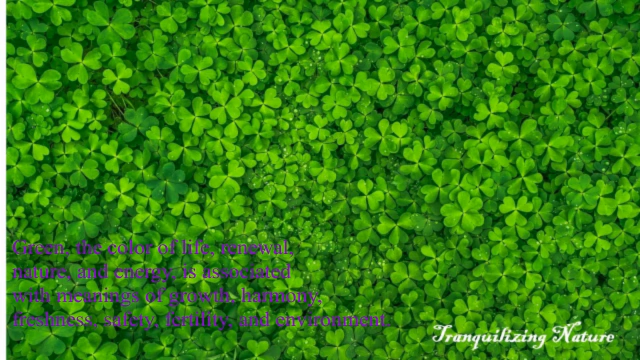 Green, the color of life, renewal,
nature, and energy, is associated
with meanings of growth, harmony,
freshness, safety, fertility, and environment.
Tranquilizing Nature